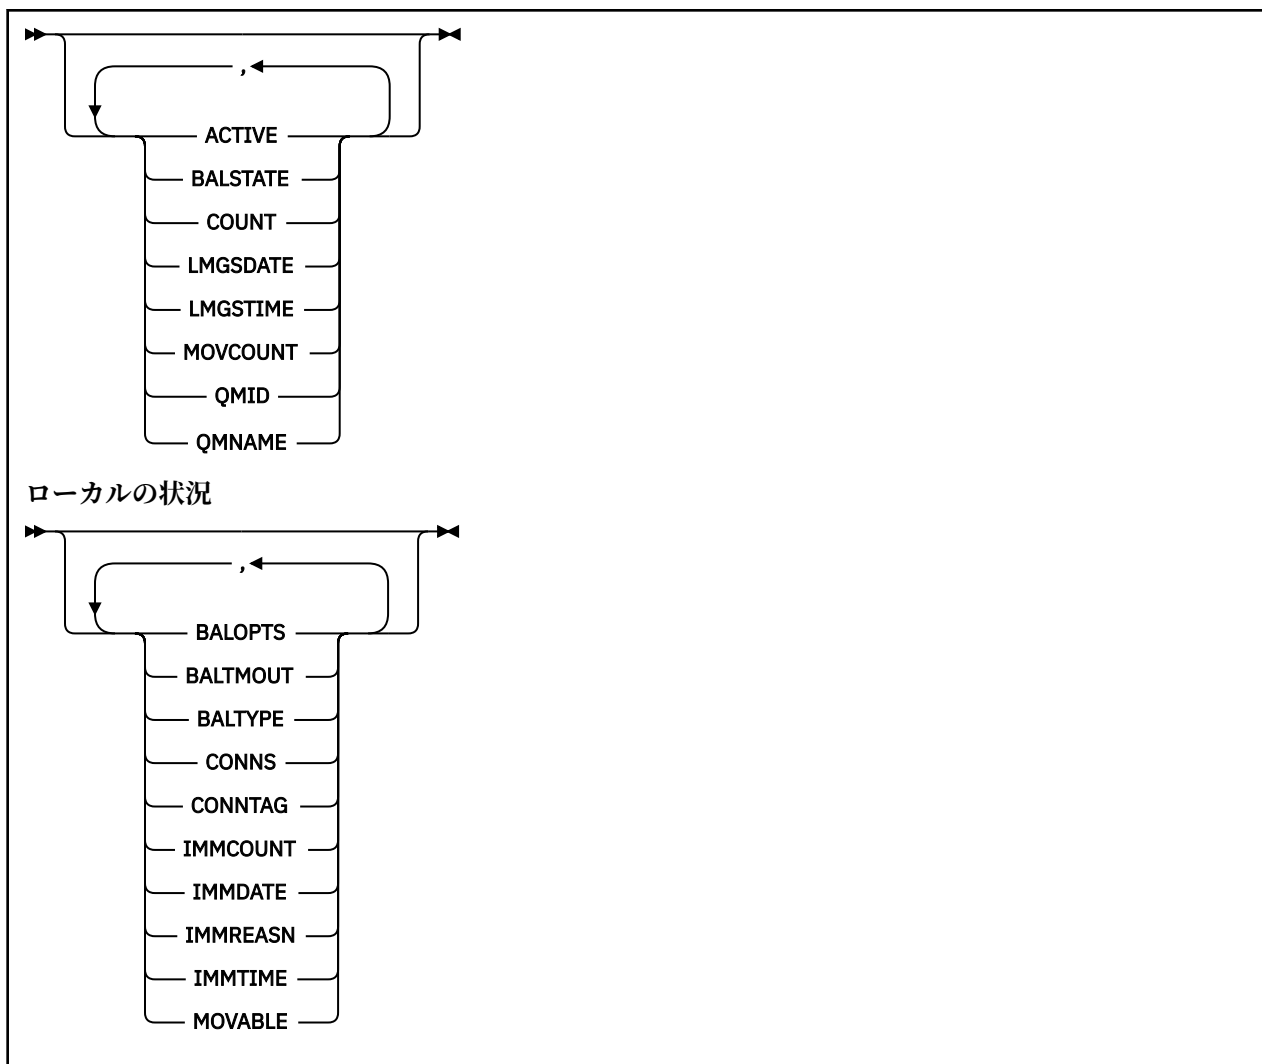 ,
ACTIVE
BALSTATE
COUNT
LMGSDATE
LMGSTIME
MOVCOUNT
QMID
QMNAME
ローカルの状況
,
BALOPTS
BALTMOUT
BALTYPE
CONNS
CONNTAG
IMMCOUNT
IMMDATE
IMMREASN
IMMTIME
MOVABLE